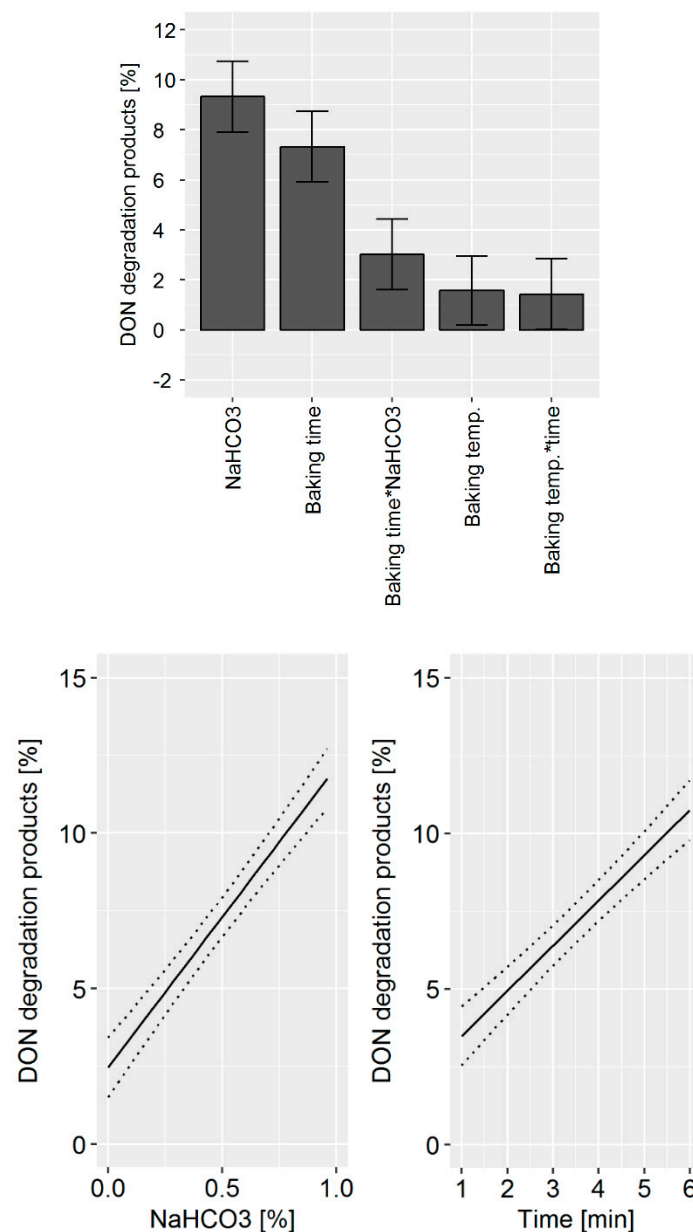 DON degradation products [%]
12
10
8
6
4
2
0
-2
NaHCO3
Baking time
Baking time*NaHCO3
Baking temp.
Baking temp.*time
DON degradation products [%]
15
10
5
0
0.0
0.5
1.0
NaHCO3 [%]
DON degradation products [%]
15
10
5
0
1
2
3
4
5
6
Time [min]